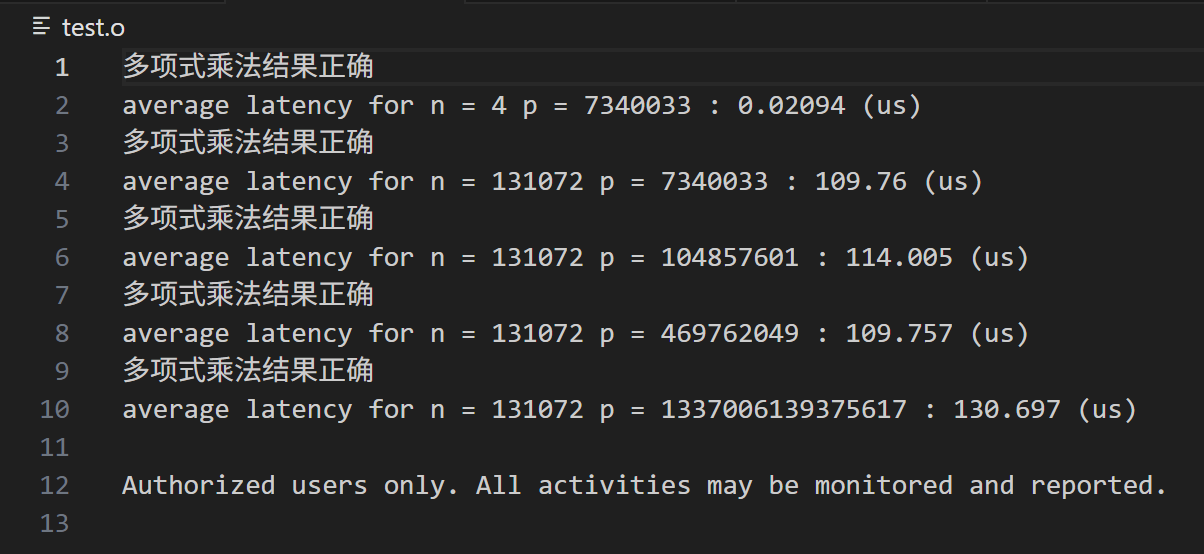 test.o
1 多项式乘法结果正确
2 average latency for n = 4 p = 7340033 : 0.02094 (us)
3 多项式乘法结果正确
4 average latency for n = 131072 p = 7340033 : 109.76 (us)
5 多项式乘法结果正确
6 average latency for n = 131072 p = 104857601 : 114.005 (us)
7 多项式乘法结果正确
8 average latency for n = 131072 p = 469762049 : 109.757 (us)
9 多项式乘法结果正确
10 average latency for n = 131072 p = 1337006139375617 : 130.697 (us)
11
12 Authorized users only. All activities may be monitored and reported.
13